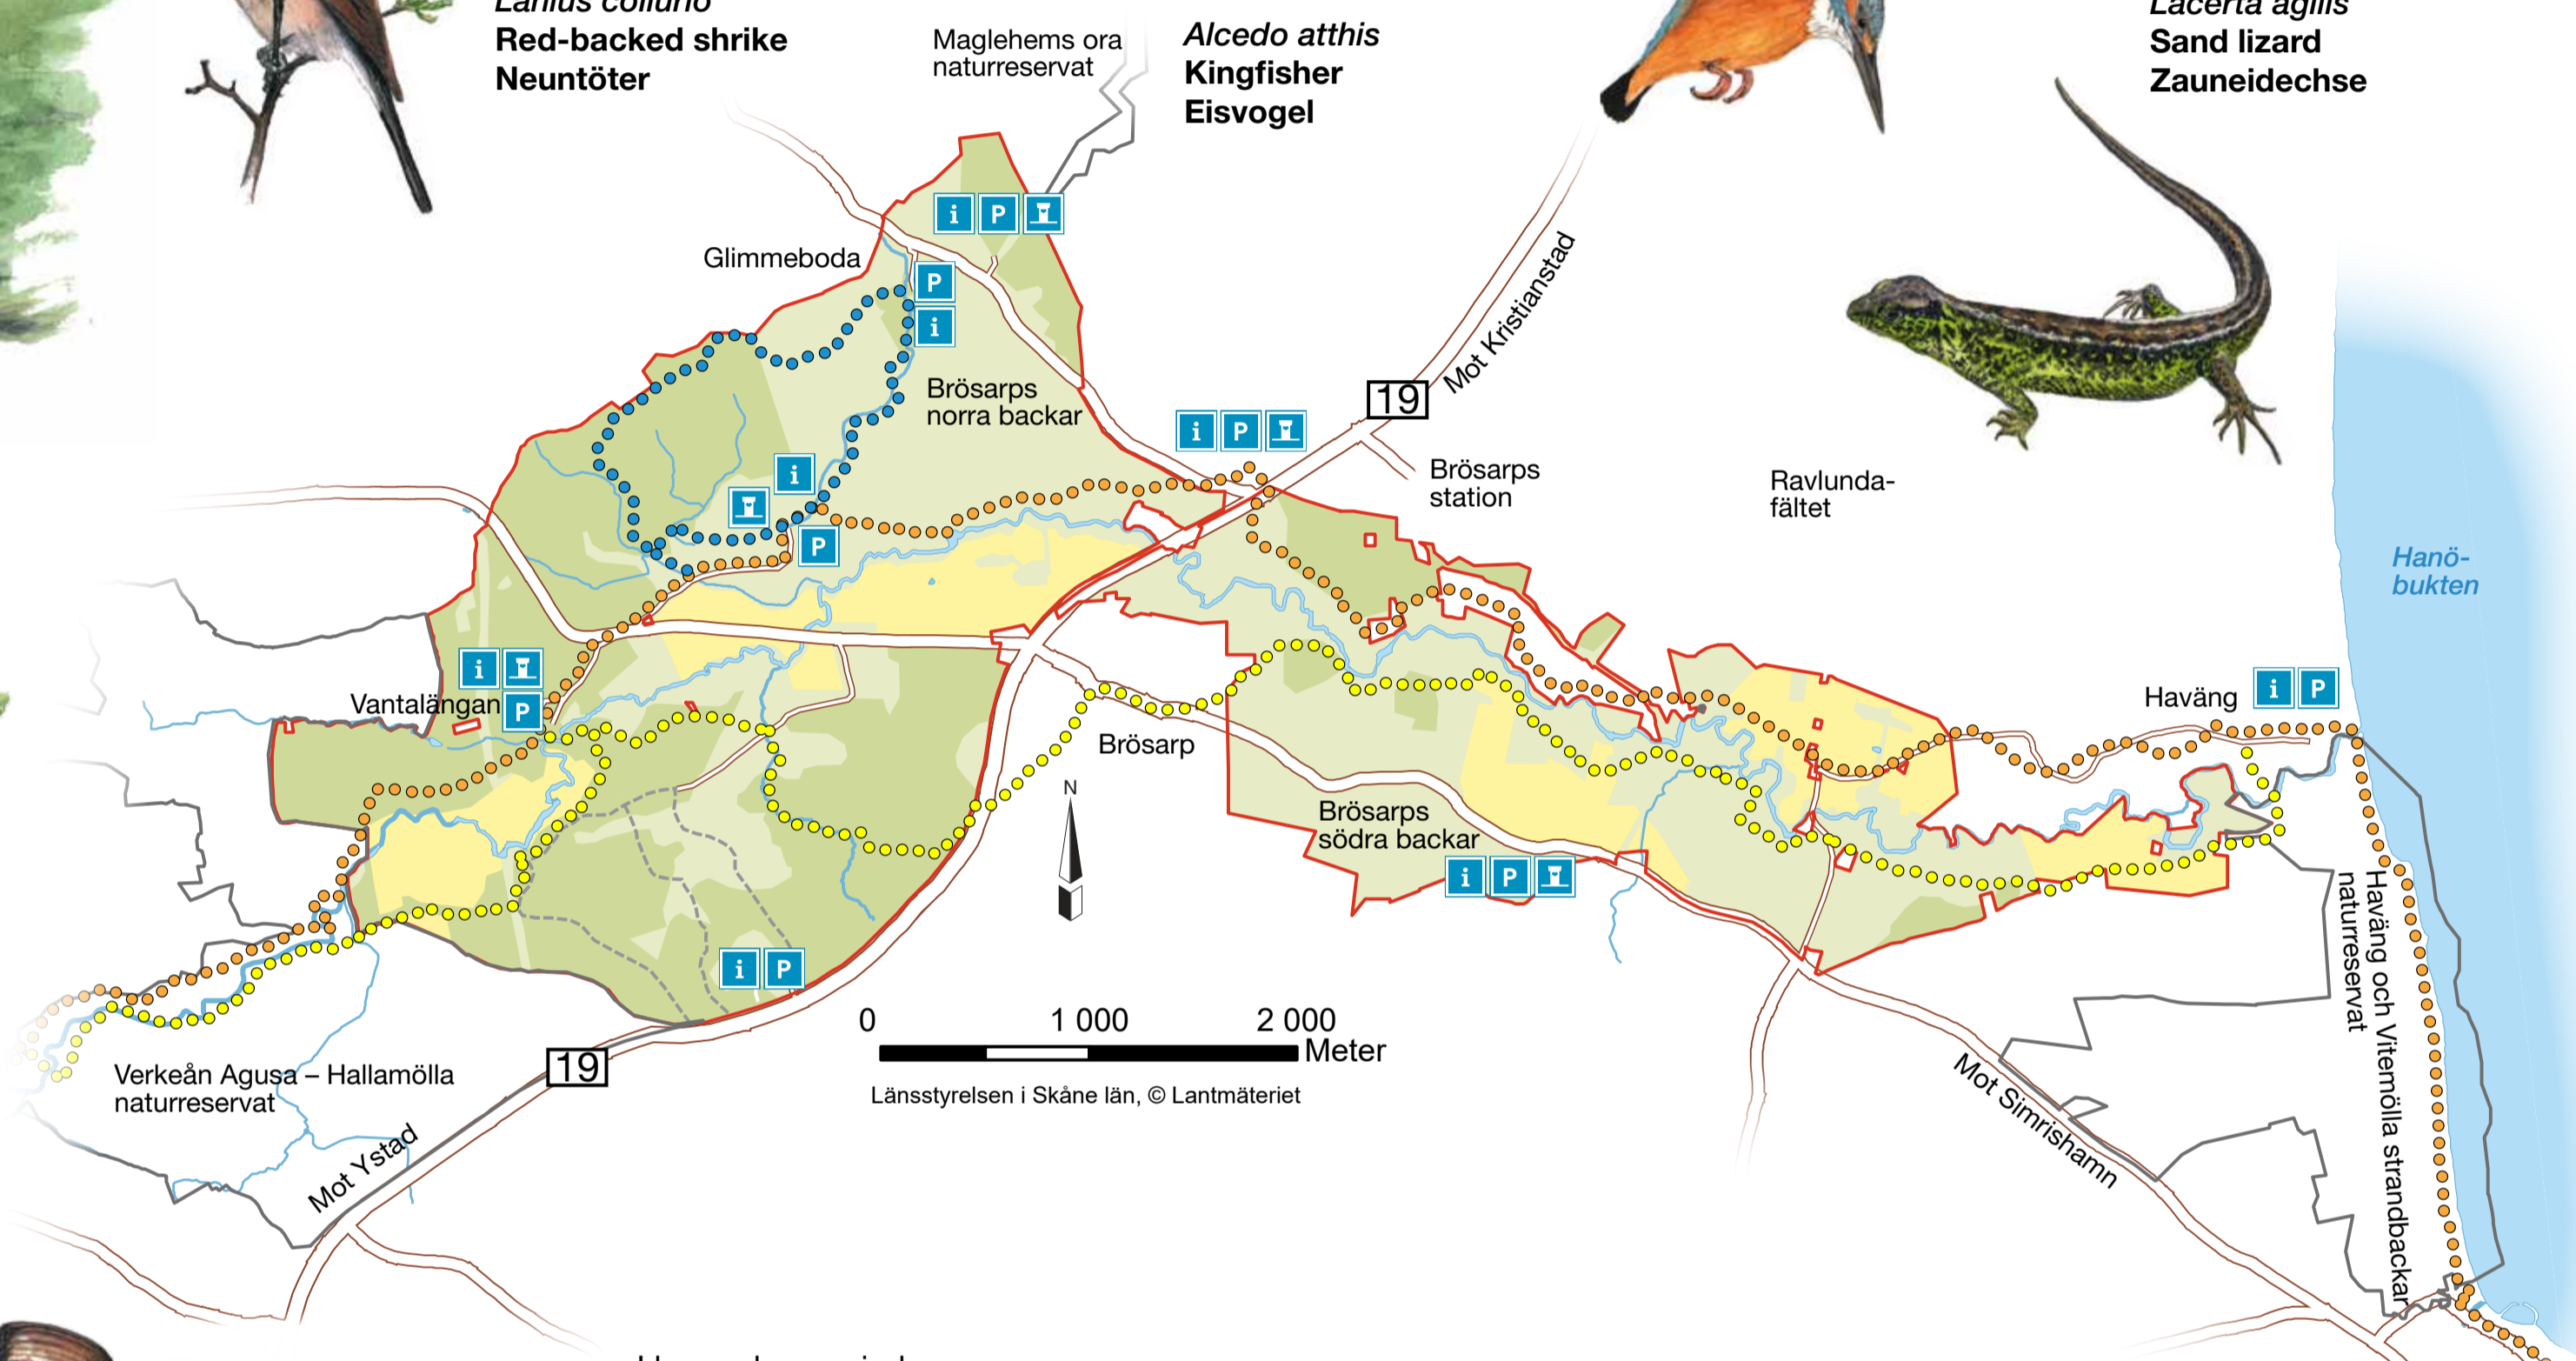 Lanius collurio
Red-backed shrike
Neuntöter
Maglehems ora
naturreservat
Alcedo atthis
Kingfisher
Eisvogel
Lacerta agilis
Sand lizard
Zauneidechse
i P
Glimmeboda
P
i
Mot Kristianstad
Brösarps
norra backar
19
i P
Brösarps
station
Ravlunda-
fältet
i
P
Hanö-
bukten
i
P
Vantalängan
Haväng
i P
Brösarp
N
Brösarps
södra backar
i P
i P
Haväng och Vitemölla strandbackar
naturreservat
0 1 000 2 000
Meter
19
Länsstyrelsen i Skåne län, © Lantmäteriet
Verkeån Agusa – Hallamölla
naturreservat
Mot Ystad
Mot Simrishamn